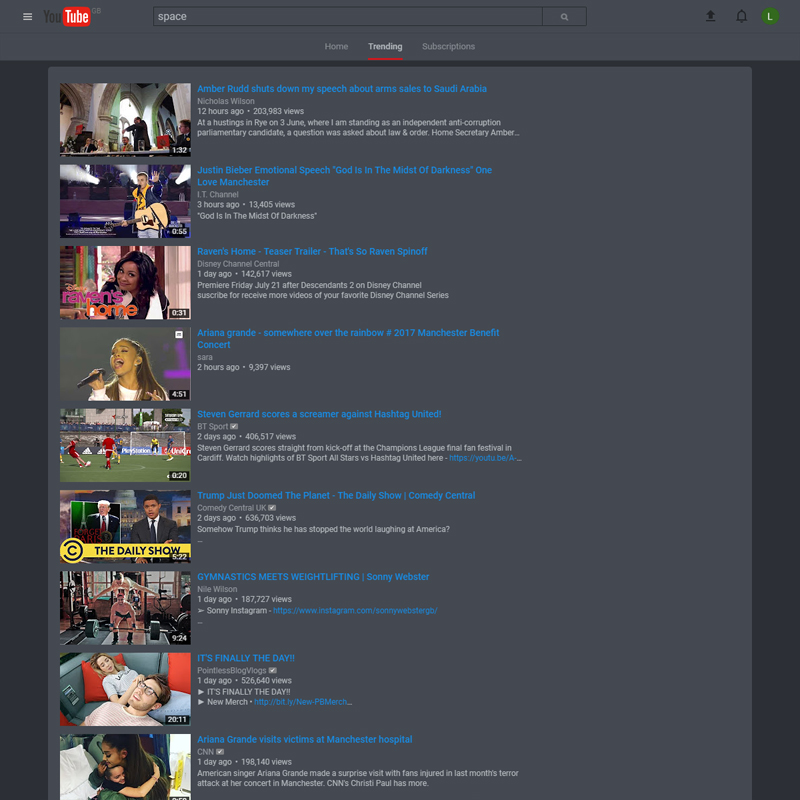 YouTube GB
space
L
Home Trending Subscriptions
Amber Rudd shuts down my speech about arms sales to Saudi Arabia
Nicholas Wilson
12 hours ago • 203,983 views
At a hustings in Rye on 3 June, where I am standing as an independent anti-corruption
parliamentary candidate, a question was asked about law & order. Home Secretary Amber...
1:32
Justin Bieber Emotional Speech "God Is In The Midst Of Darkness" One
Love Manchester
I.T. Channel
3 hours ago • 13,405 views
"God Is In The Midst Of Darkness"
0:55
Raven's Home - Teaser Trailer - That's So Raven Spinoff
Disney Channel Central
1 day ago • 142,617 views
Premiere Friday July 21 after Descendants 2 on Disney Channel
suscribe for receive more videos of your favorite Disney Channel Series
Disney
raven's
home
0:31
Ariana grande - somewhere over the rainbow # 2017 Manchester Benefit
Concert
sara
2 hours ago • 9,397 views
4:51
Steven Gerrard scores a screamer against Hashtag United!
BT Sport
2 days ago • 406,517 views
Steven Gerrard scores straight from kick-off at the Champions League final fan festival in
Cardiff. Watch highlights of BT Sport All Stars vs Hashtag United here - https://youtu.be/A-...
PlayStation
0:20
Trump Just Doomed The Planet - The Daily Show | Comedy Central
Comedy Central UK
2 days ago • 636,703 views
Somehow Trump thinks he has stopped the world laughing at America?
...
THE DAILY SHOW
5:22
GYMNASTICS MEETS WEIGHTLIFTING | Sonny Webster
Nile Wilson
1 day ago • 187,727 views
➢ Sonny Instagram - https://www.instagram.com/sonnywebstergb/
...
9:24
IT'S FINALLY THE DAY!!
PointlessBlogVlogs
1 day ago • 526,640 views
► IT'S FINALLY THE DAY!!
► New Merch • http://bit.ly/New-PBMerch...
20:11
Ariana Grande visits victims at Manchester hospital
CNN
1 day ago • 198,140 views
American singer Ariana Grande made a surprise visit with fans injured in last month's terror
attack at her concert in Manchester. CNN's Christi Paul has more.